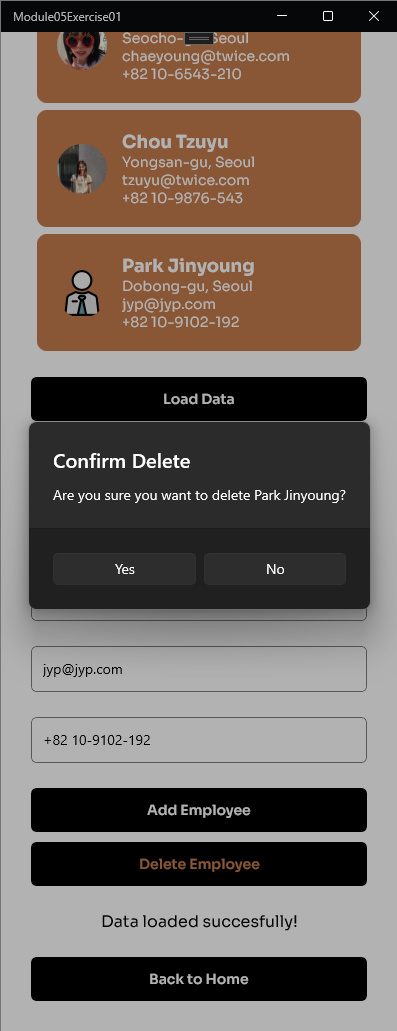 Module05Exercise01
Seocho-gu, Seoul
chaeyoung@twice.com
+82 10-6543-210
Chou Tzuyu
Yongsan-gu, Seoul
tzuyu@twice.com
+82 10-9876-543
Park Jinyoung
Dobong-gu, Seoul
jyp@jyp.com
+82 10-9102-192
Load Data
Confirm Delete
Are you sure you want to delete Park Jinyoung?
Yes
No
jyp@jyp.com
+82 10-9102-192
Add Employee
Delete Employee
Data loaded succesfully!
Back to Home